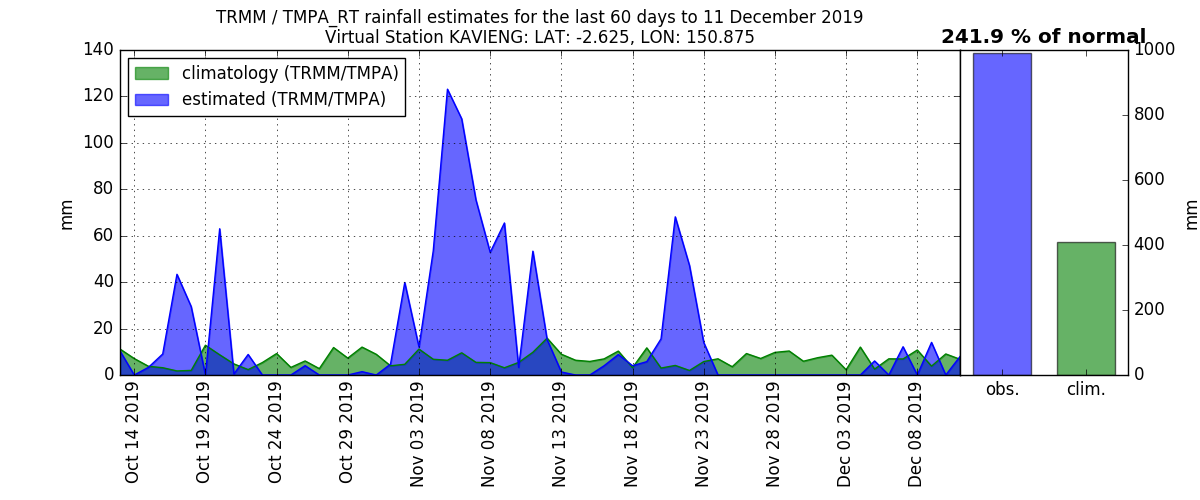 TRMM / TMPA_RT rainfall estimates for the last 60 days to 11 December 2019
Virtual Station KAVIENG: LAT: -2.625, LON: 150.875
241.9 % of normal
climatology (TRMM/TMPA)
estimated (TRMM/TMPA)
mm
140
120
100
80
60
40
20
0
Oct 14 2019
Oct 19 2019
Oct 24 2019
Oct 29 2019
Nov 03 2019
Nov 08 2019
Nov 13 2019
Nov 18 2019
Nov 23 2019
Nov 28 2019
Dec 03 2019
Dec 08 2019
1000
800
600
400
200
0
mm
obs.
clim.